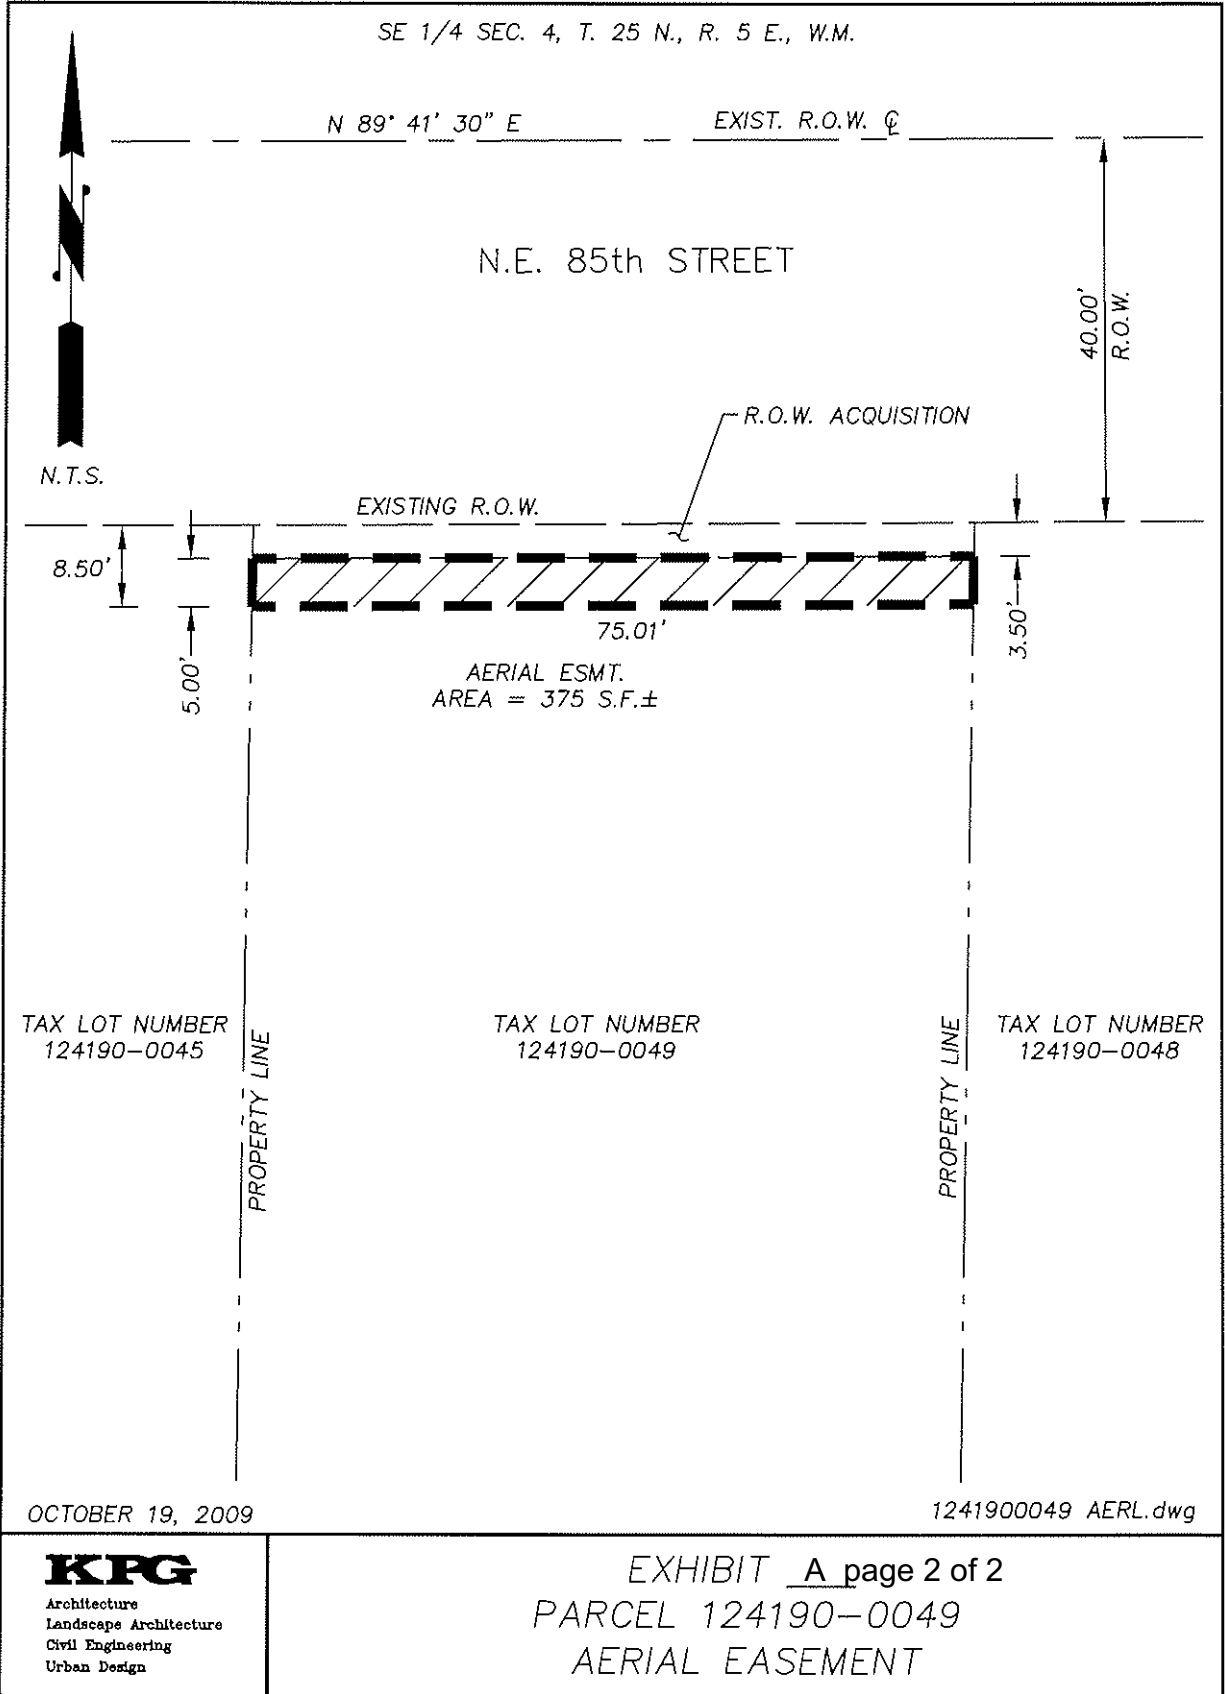 SE 1/4 SEC. 4, T. 25 N., R. 5 E., W.M.
N 89° 41' 30" E
EXIST. R.O.W. ℄
N.E. 85th STREET
40.00'
R.O.W.
R.O.W. ACQUISITION
N.T.S.
EXISTING R.O.W.
8.50'
5.00'
75.01'
3.50'
AERIAL ESMT.
AREA = 375 S.F.±
TAX LOT NUMBER
124190-0045
PROPERTY LINE
TAX LOT NUMBER
124190-0049
PROPERTY LINE
TAX LOT NUMBER
124190-0048
OCTOBER 19, 2009
1241900049 AERL.dwg
KPG
Architecture
Landscape Architecture
Civil Engineering
Urban Design
EXHIBIT A page 2 of 2
PARCEL 124190-0049
AERIAL EASEMENT